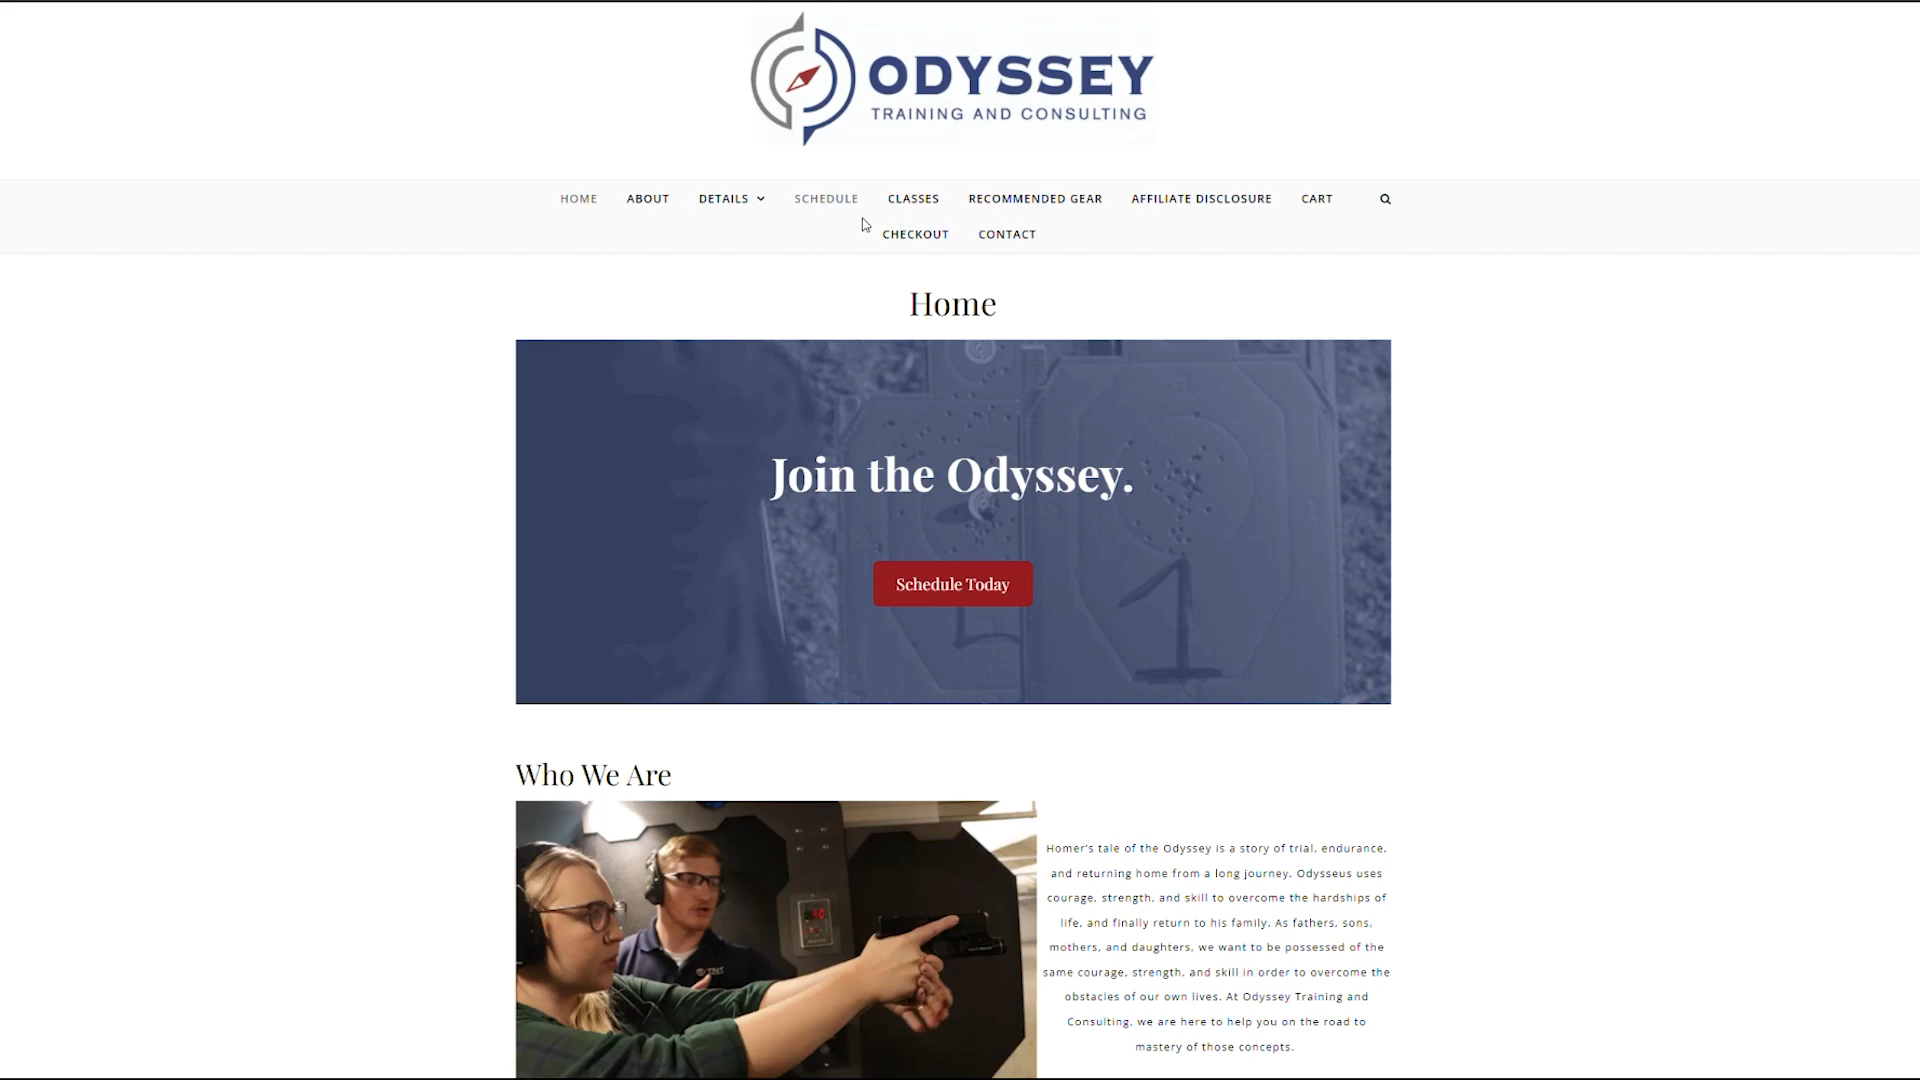 ODYSSEY
TRAINING AND CONSULTING
HOME ABOUT DETAILS SCHEDULE CLASSES RECOMMENDED GEAR AFFILIATE DISCLOSURE CART
CHECKOUT CONTACT
Home
Join the Odyssey.
Schedule Today
5 1
Who We Are
Homer's tale of the Odyssey is a story of trial, endurance,
and returning home from a long journey. Odysseus uses
courage, strength, and skill to overcome the hardships of
life, and finally return to his family. As fathers, sons,
mothers, and daughters, we want to be possessed of the
same courage, strength, and skill in order to overcome the
obstacles of our own lives. At Odyssey Training and
Consulting, we are here to help you on the road to
mastery of those concepts.